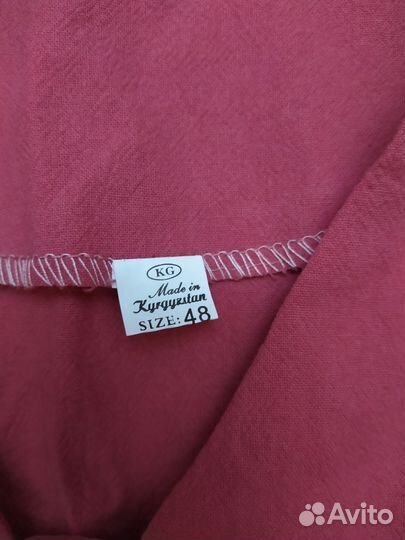 KG
Made in
Kyrgyzstan
SIZE: 48
Avito